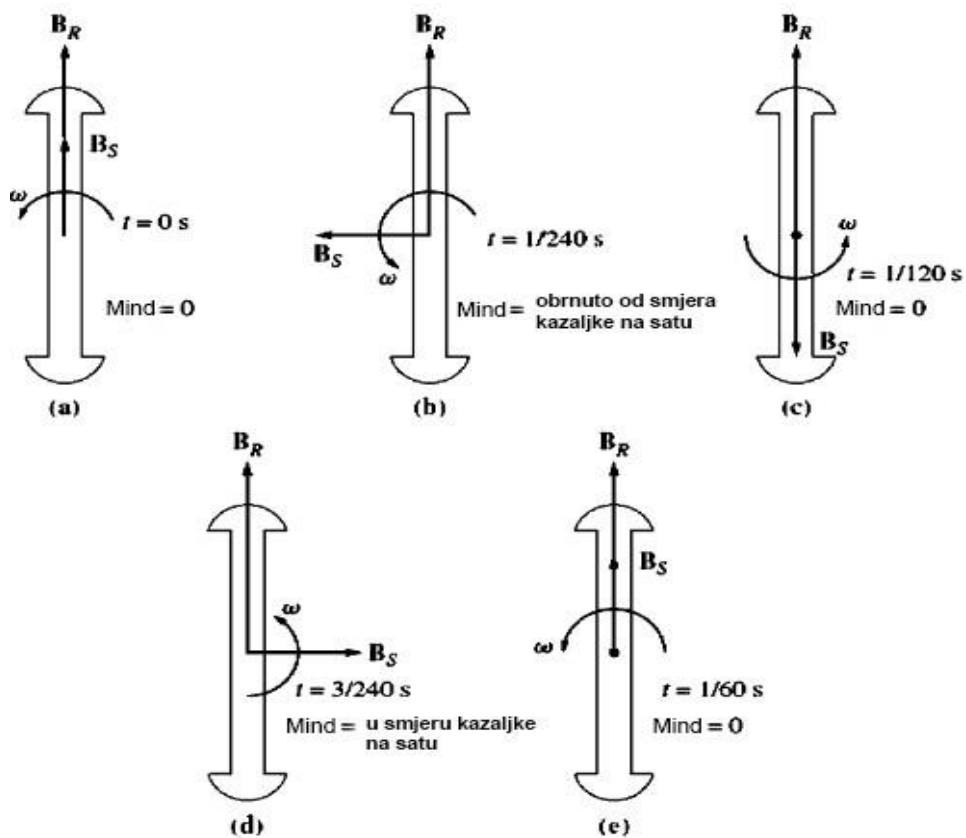 B_R
B_S
ω
t = 0 s
Mind = 0
(a)
B_R
B_S
ω
t = 1/240 s
Mind = obrnuto od smjera
kazaljke na satu
(b)
B_R
ω
t = 1/120 s
Mind = 0
B_S
(c)
B_R
ω
B_S
t = 3/240 s
Mind = u smjeru kazaljke
na satu
(d)
B_R
B_S
ω
t = 1/60 s
Mind = 0
(e)